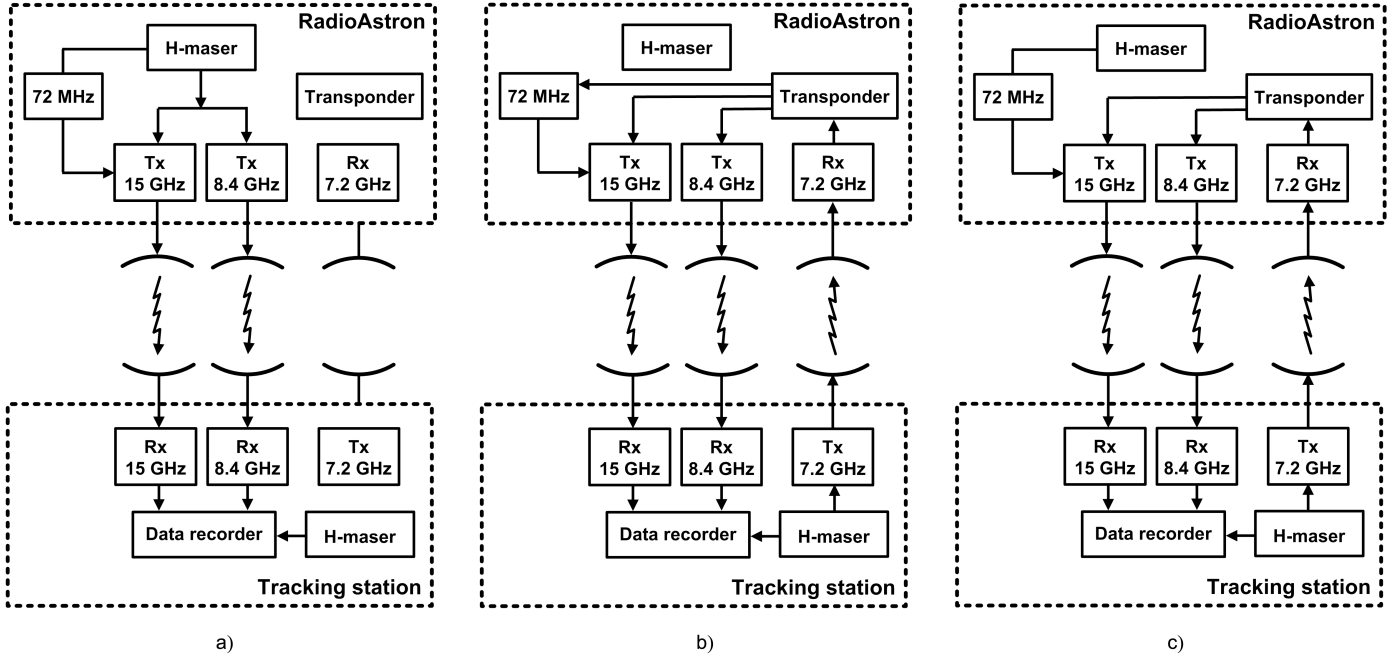 RadioAstron
H-maser
72 MHz
Transponder
Tx
15 GHz
Tx
8.4 GHz
Rx
7.2 GHz
Rx
15 GHz
Rx
8.4 GHz
Tx
7.2 GHz
Data recorder
H-maser
Tracking station
a)
RadioAstron
H-maser
72 MHz
Transponder
Tx
15 GHz
Tx
8.4 GHz
Rx
7.2 GHz
Rx
15 GHz
Rx
8.4 GHz
Tx
7.2 GHz
Data recorder
H-maser
Tracking station
b)
RadioAstron
H-maser
72 MHz
Transponder
Tx
15 GHz
Tx
8.4 GHz
Rx
7.2 GHz
Rx
15 GHz
Rx
8.4 GHz
Tx
7.2 GHz
Data recorder
H-maser
Tracking station
c)